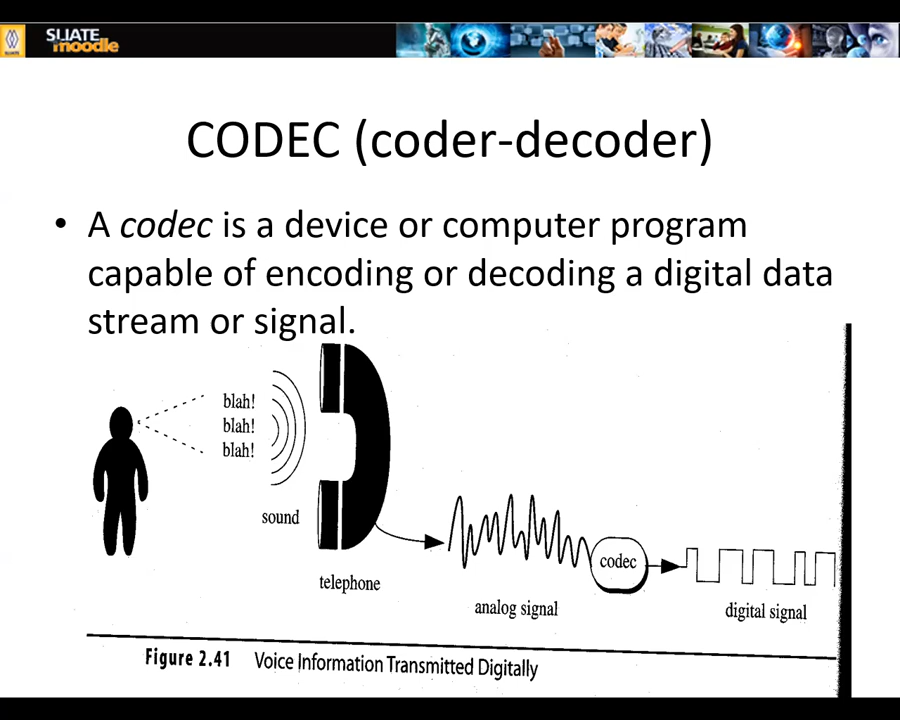 SLIATE
moodle
CODEC (coder-decoder)
• A codec is a device or computer program
capable of encoding or decoding a digital data
stream or signal.
blah!
blah!
blah!
sound
telephone
analog signal
codec
digital signal
Figure 2.41 Voice Information Transmitted Digitally